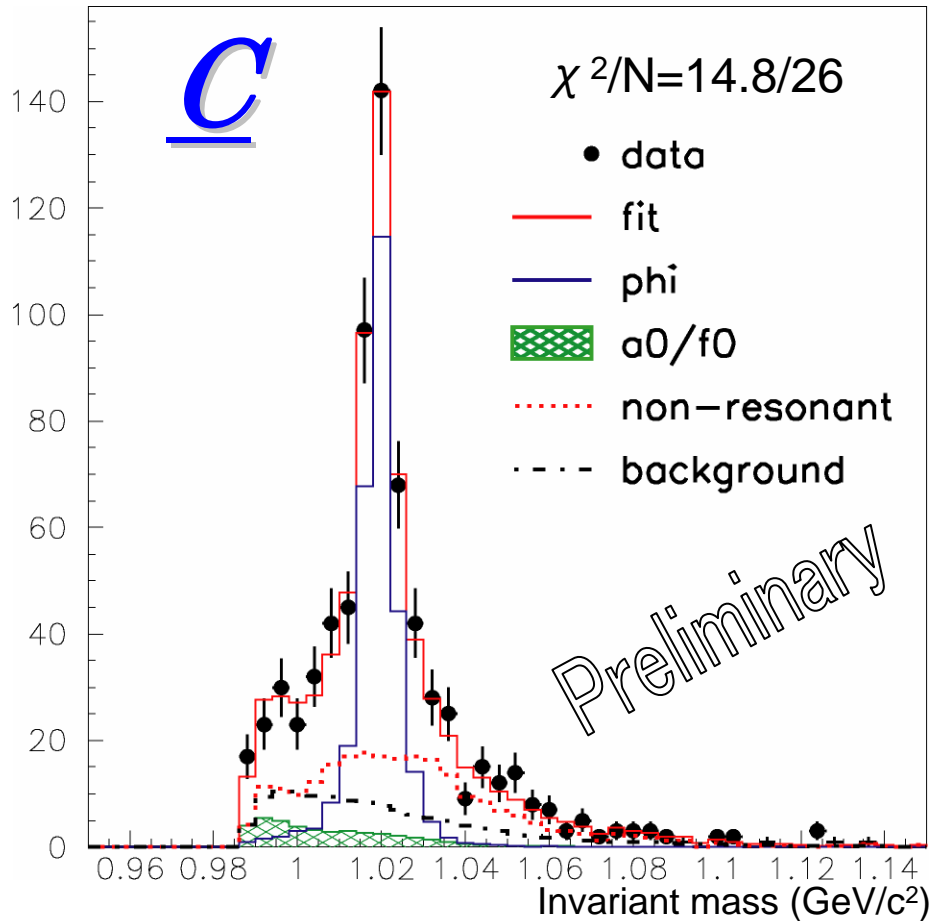 C
χ²/N=14.8/26
data
fit
phi
a0/f0
non-resonant
background
Preliminary
140
120
100
80
60
40
20
0
0.96 0.98 1 1.02 1.04 1.06 1.08 1.1 1.12 1.14
Invariant mass (GeV/c²)